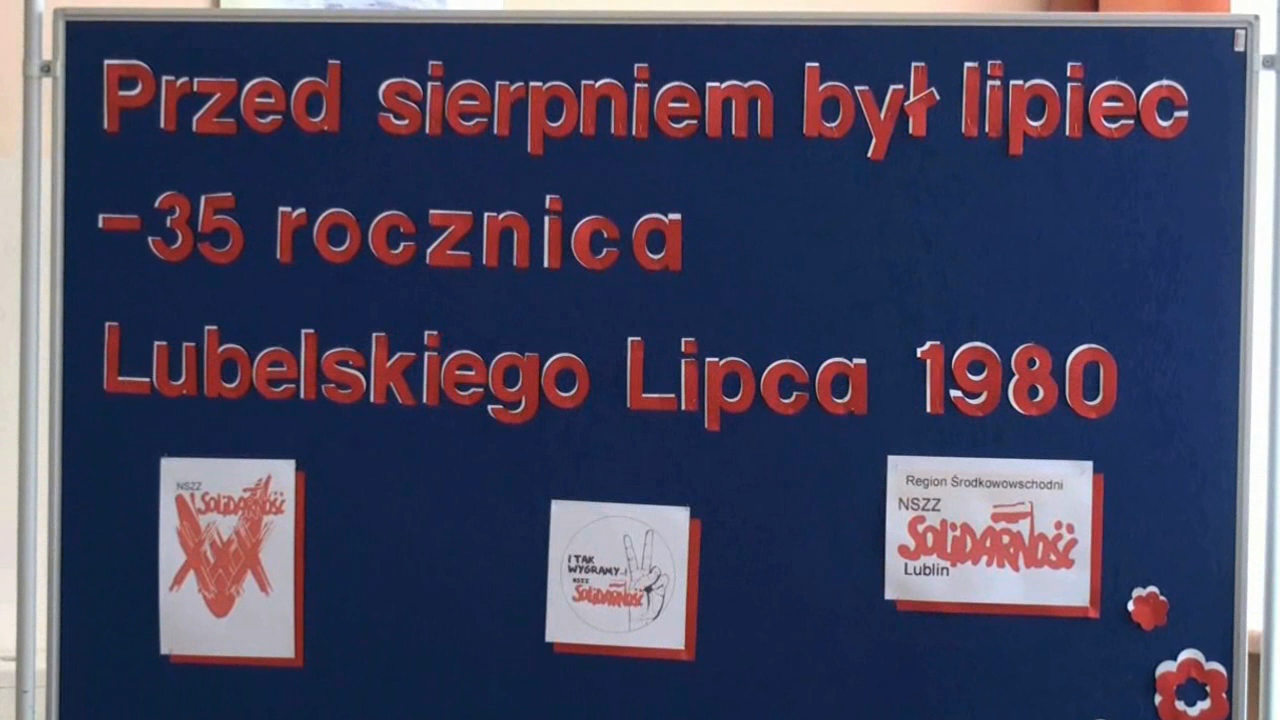 Przed sierpniem był lipiec
-35 rocznica
Lubelskiego Lipca 1980
NSZZ
SOLIDARNOŚĆ
XXX
I TAK
WYGRAMY..!
NSZZ
SOLIDARNOŚĆ
Region Środkowowschodni
NSZZ
SOLIDARNOŚĆ
Lublin